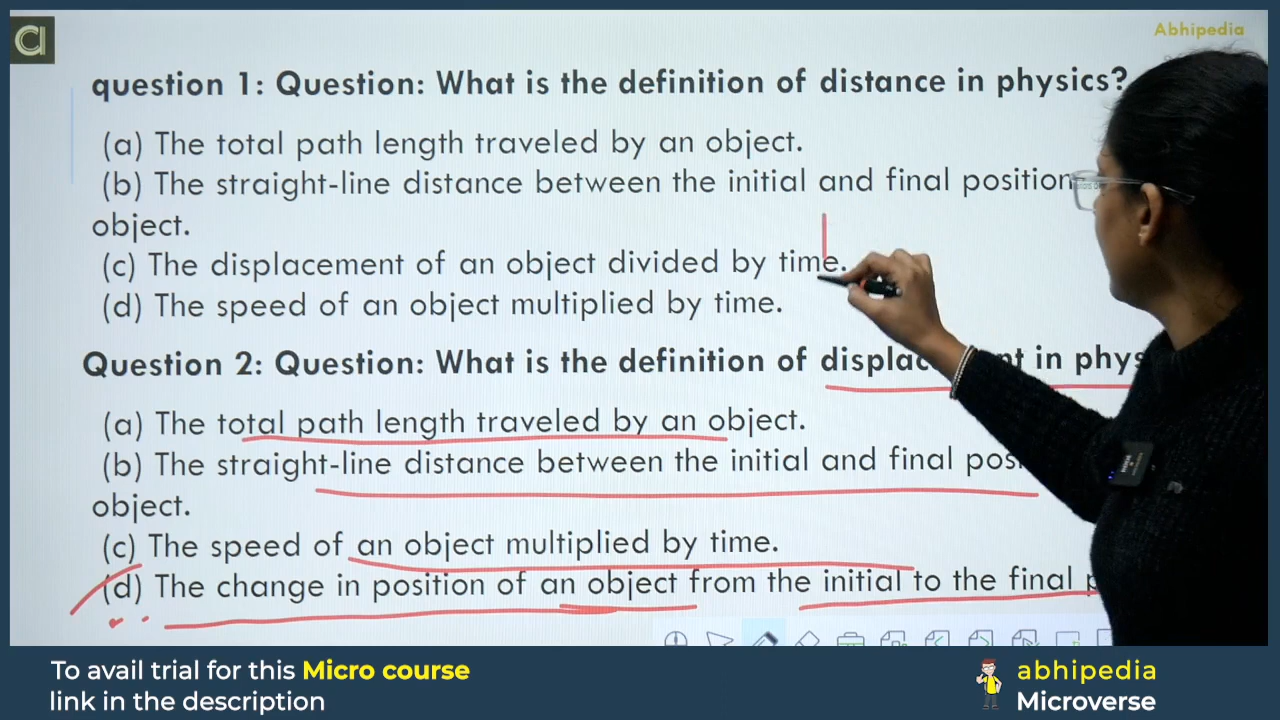 Abhipedia
question 1: Question: What is the definition of distance in physics?
(a) The total path length traveled by an object.
(b) The straight-line distance between the initial and final position
object.
(c) The displacement of an object divided by time.
(d) The speed of an object multiplied by time.
Question 2: Question: What is the definition of in
(a) The total path length traveled by an object.
(b) The straight-line distance between the initial and final
object.
(c) The speed of an object multiplied by time.
(d) The change in position of an object from the initial to the final
To avail trial for this Micro course
link in the description
abhipedia
Microverse